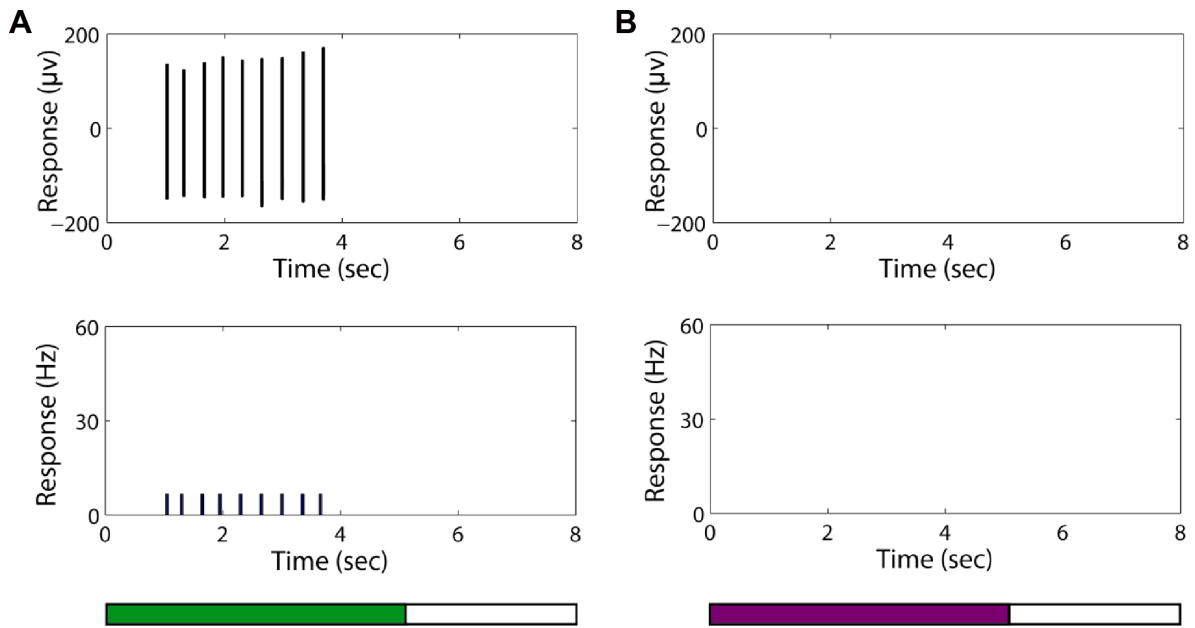 A
200
0
−200
Response (μv)
0 2 4 6 8
Time (sec)
60
30
0
Response (Hz)
0 2 4 6 8
Time (sec)
B
200
0
−200
Response (μv)
0 2 4 6 8
Time (sec)
60
30
0
Response (Hz)
0 2 4 6 8
Time (sec)